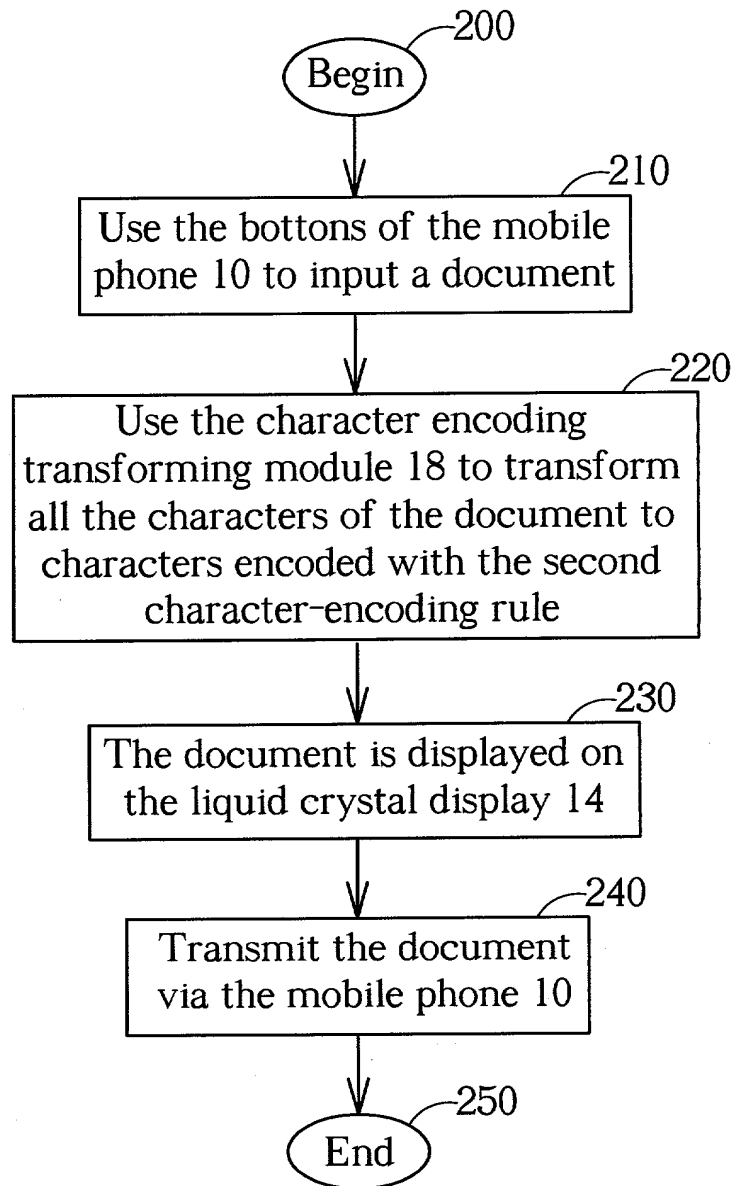 200
Begin
210
Use the bottons of the mobile
phone 10 to input a document
220
Use the character encoding
transforming module 18 to transform
all the characters of the document to
characters encoded with the second
character-encoding rule
230
The document is displayed on
the liquid crystal display 14
240
Transmit the document
via the mobile phone 10
250
End